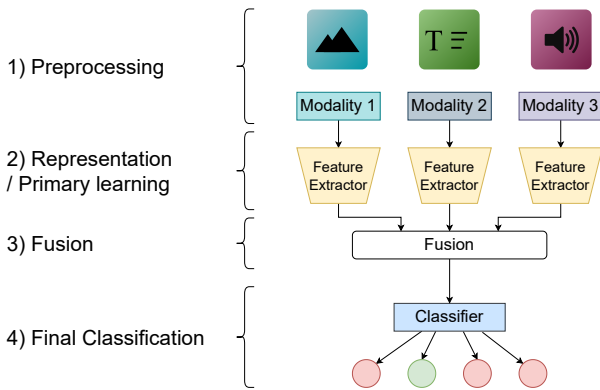 1) Preprocessing
T
Modality 1
Modality 2
Modality 3
2) Representation
/ Primary learning
Feature
Extractor
Feature
Extractor
Feature
Extractor
3) Fusion
Fusion
4) Final Classification
Classifier